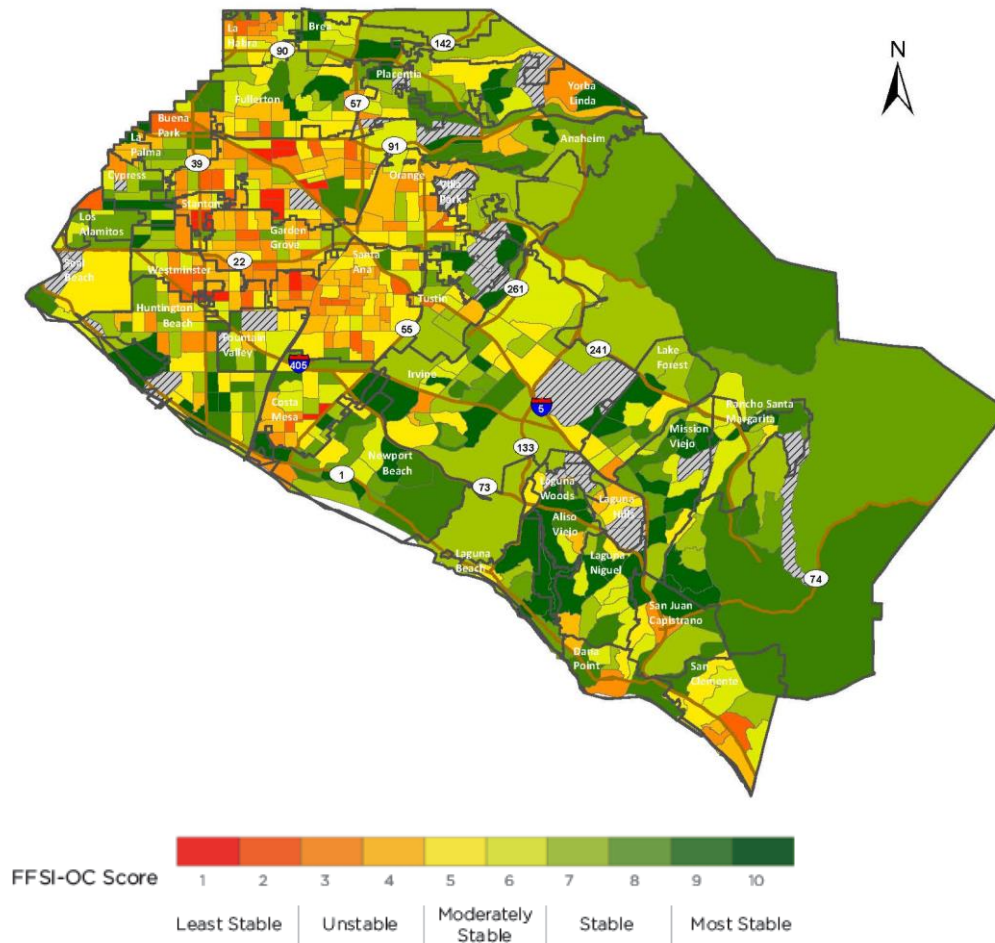 La
Habra
Brea
142
N
90
Placentia
Yorba
Linda
Fullerton
57
Buena
Park
91
Anaheim
La
Palma
39
Orange
Cypress
Villa
Park
Stanton
Los
Alamitos
Garden
Grove
Santa
Ana
22
Seal
Beach
Westminster
Tustin
261
Huntington
Beach
55
Fountain
Valley
241
Lake
Forest
405
Irvine
5
Costa
Mesa
Rancho Santa
Margarita
Mission
Viejo
133
Newport
Beach
1
73
Laguna
Woods
Laguna
Hills
Aliso
Viejo
Laguna
Beach
Laguna
Niguel
74
San Juan
Capistrano
Dana
Point
San
Clemente
FFSI-OC Score
1 2 3 4 5 6 7 8 9 10
Least Stable Unstable Moderately Stable Stable Most Stable